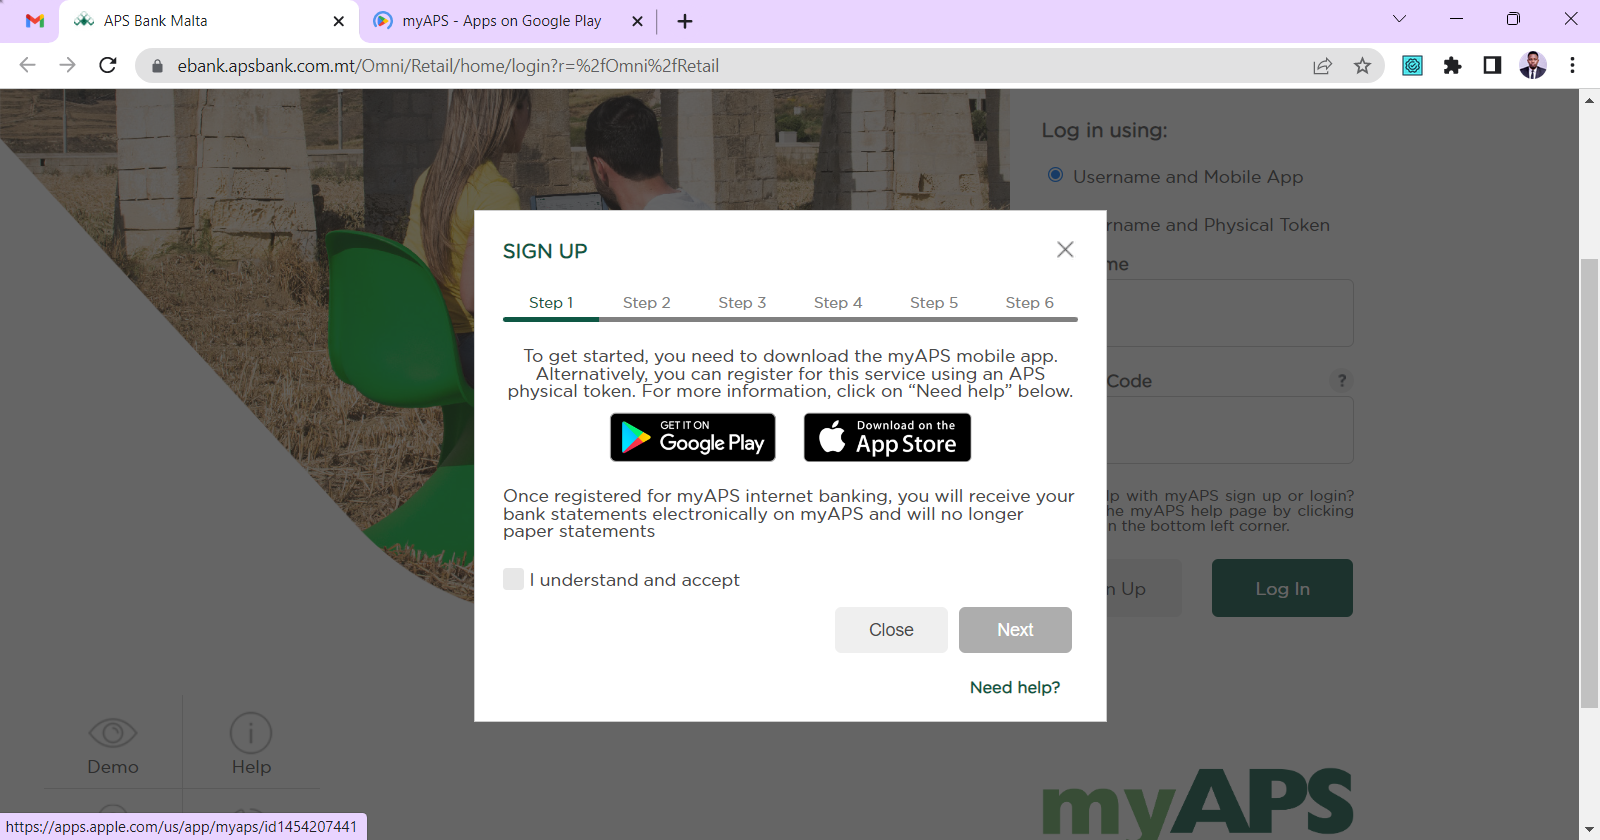 APS Bank Malta
myAPS - Apps on Google Play
ebank.apsbank.com.mt/Omni/Retail/home/login?r=%2fOmni%2fRetail
Log in using:
Username and Mobile App
rname and Physical Token
me
Code
?
p with myAPS sign up or login?
he myAPS help page by clicking
n the bottom left corner.
n Up
Log In
SIGN UP
Step 1
Step 2
Step 3
Step 4
Step 5
Step 6
To get started, you need to download the myAPS mobile app.
Alternatively, you can register for this service using an APS
physical token. For more information, click on “Need help” below.
GET IT ON
Google Play
Download on the
App Store
Once registered for myAPS internet banking, you will receive your
bank statements electronically on myAPS and will no longer
paper statements
I understand and accept
Close
Next
Need help?
Demo
Help
myAPS
https://apps.apple.com/us/app/myaps/id1454207441